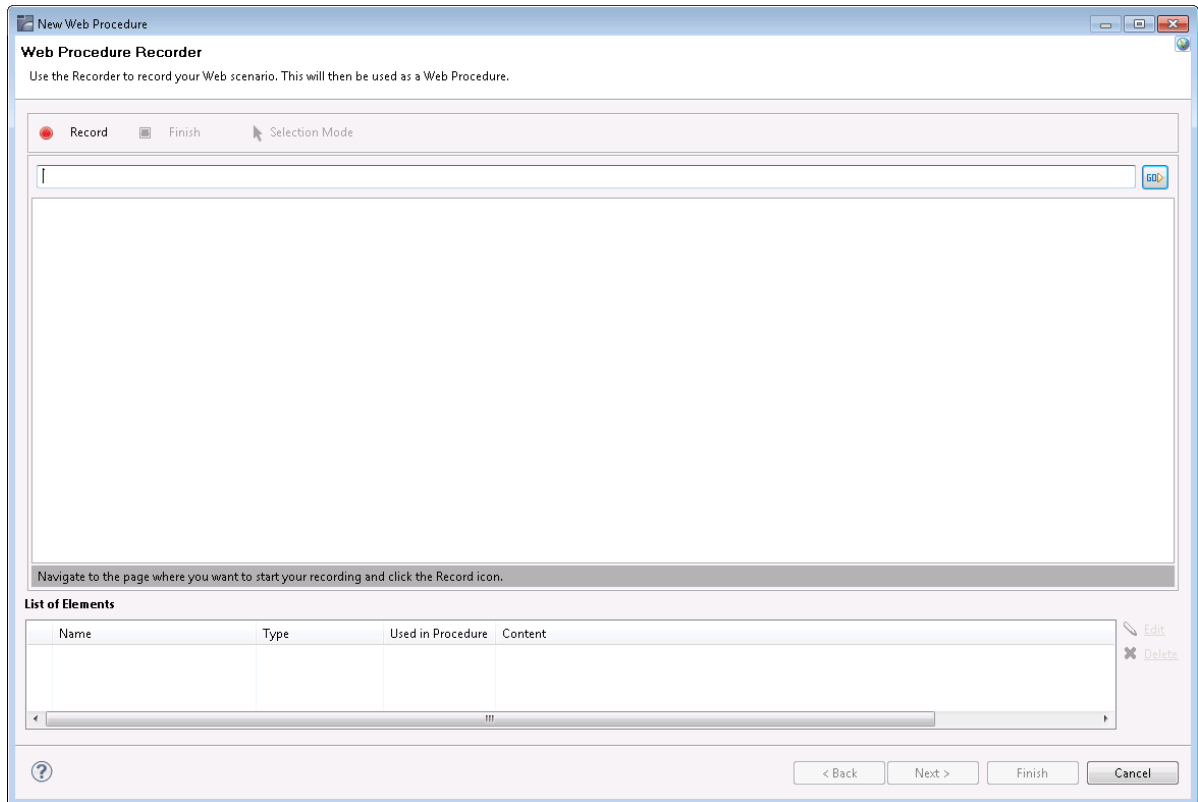 New Web Procedure
Web Procedure Recorder
Use the Recorder to record your Web scenario. This will then be used as a Web Procedure.
Record Finish Selection Mode
GO
Navigate to the page where you want to start your recording and click the Record icon.
List of Elements
Name Type Used in Procedure Content
Edit
Delete
< Back Next > Finish Cancel